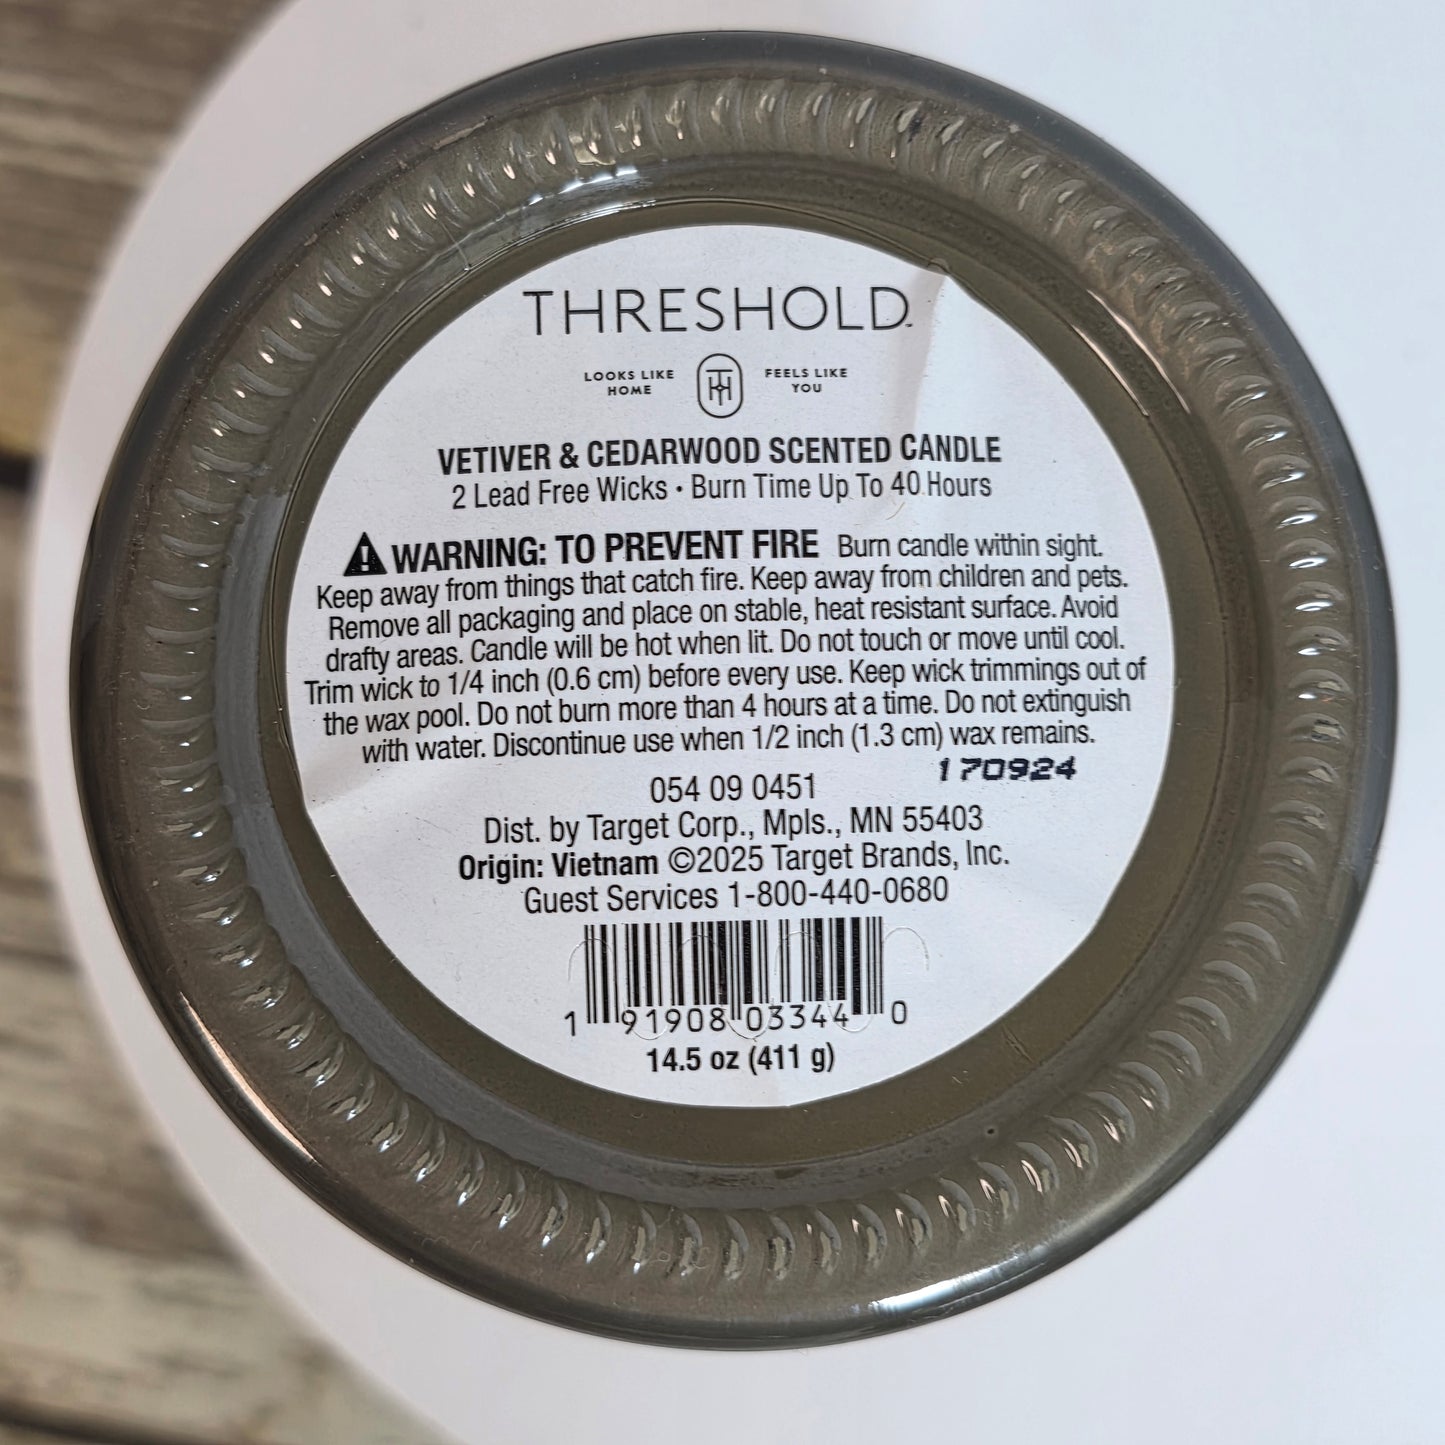 THRESHOLD™
LOOKS LIKE HOME TH FEELS LIKE YOU
VETIVER & CEDARWOOD SCENTED CANDLE
2 Lead Free Wicks • Burn Time Up To 40 Hours
WARNING: TO PREVENT FIRE Burn candle within sight.
Keep away from things that catch fire. Keep away from children and pets.
Remove all packaging and place on stable, heat resistant surface. Avoid
drafty areas. Candle will be hot when lit. Do not touch or move until cool.
Trim wick to 1/4 inch (0.6 cm) before every use. Keep wick trimmings out of
the wax pool. Do not burn more than 4 hours at a time. Do not extinguish
with water. Discontinue use when 1/2 inch (1.3 cm) wax remains.
170924
054 09 0451
Dist. by Target Corp., Mpls., MN 55403
Origin: Vietnam ©2025 Target Brands, Inc.
Guest Services 1-800-440-0680
1 91908 03344 0
14.5 oz (411 g)